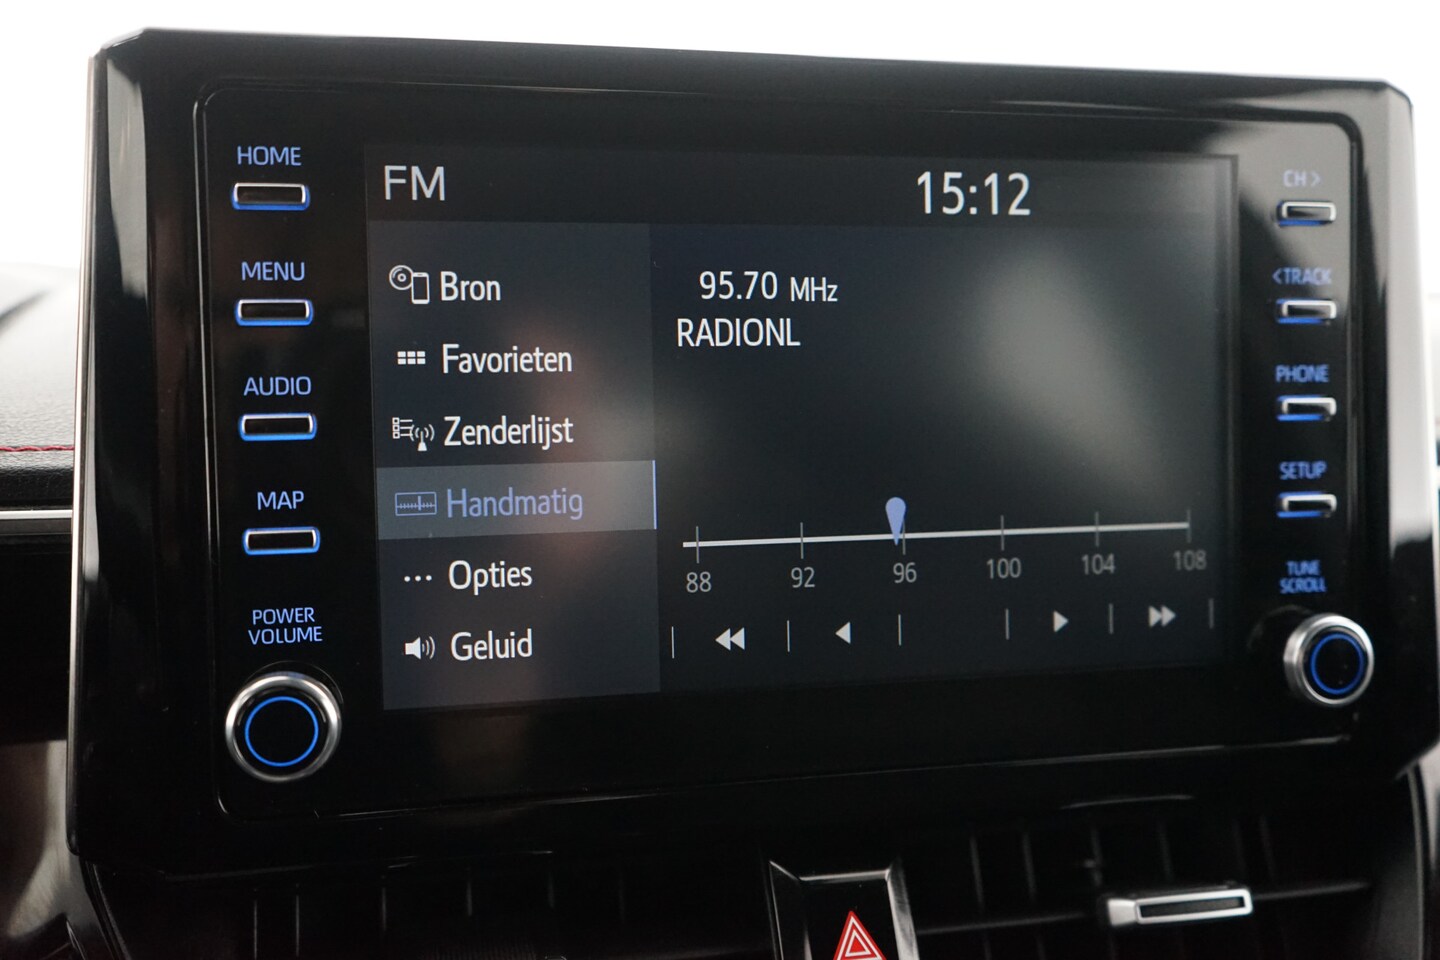 HOME
MENU
AUDIO
MAP
POWER
VOLUME
FM
15:12
Bron
Favorieten
Zenderlijst
Handmatig
Opties
Geluid
95.70 MHz
RADIONL
88 92 96 100 104 108
CH >
< TRACK
PHONE
SETUP
TUNE
SCROLL